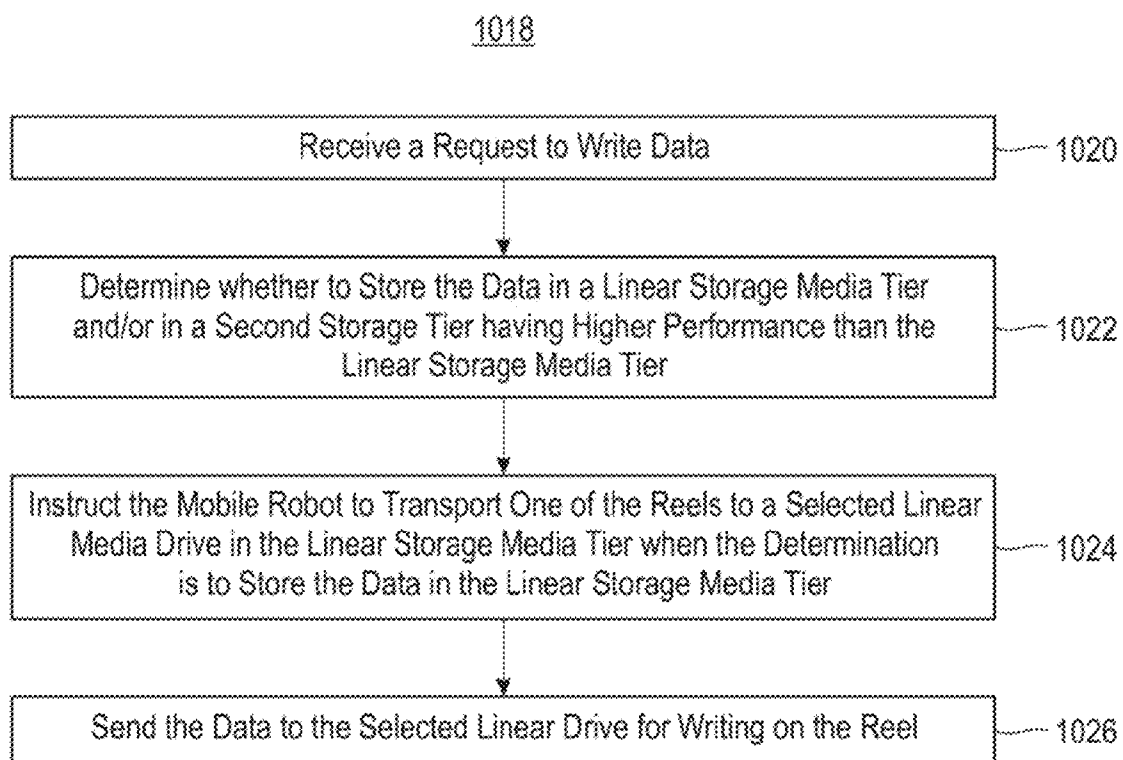 1018
Receive a Request to Write Data
1020
Determine whether to Store the Data in a Linear Storage Media Tier
and/or in a Second Storage Tier having Higher Performance than the
Linear Storage Media Tier
1022
Instruct the Mobile Robot to Transport One of the Reels to a Selected Linear
Media Drive in the Linear Storage Media Tier when the Determination
is to Store the Data in the Linear Storage Media Tier
1024
Send the Data to the Selected Linear Drive for Writing on the Reel
1026